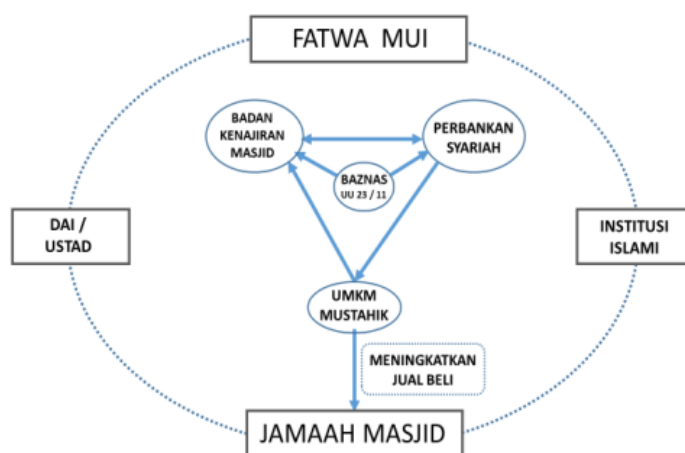 FATWA MUI
BADAN
KENAJIRAN
MASJID
PERBANKAN
SYARIAH
BAZNAS
UU 23 / 11
DAI /
USTAD
INSTITUSI
ISLAMI
UMKM
MUSTAHIK
MENINGKATKAN
JUAL BELI
JAMAAH MASJID